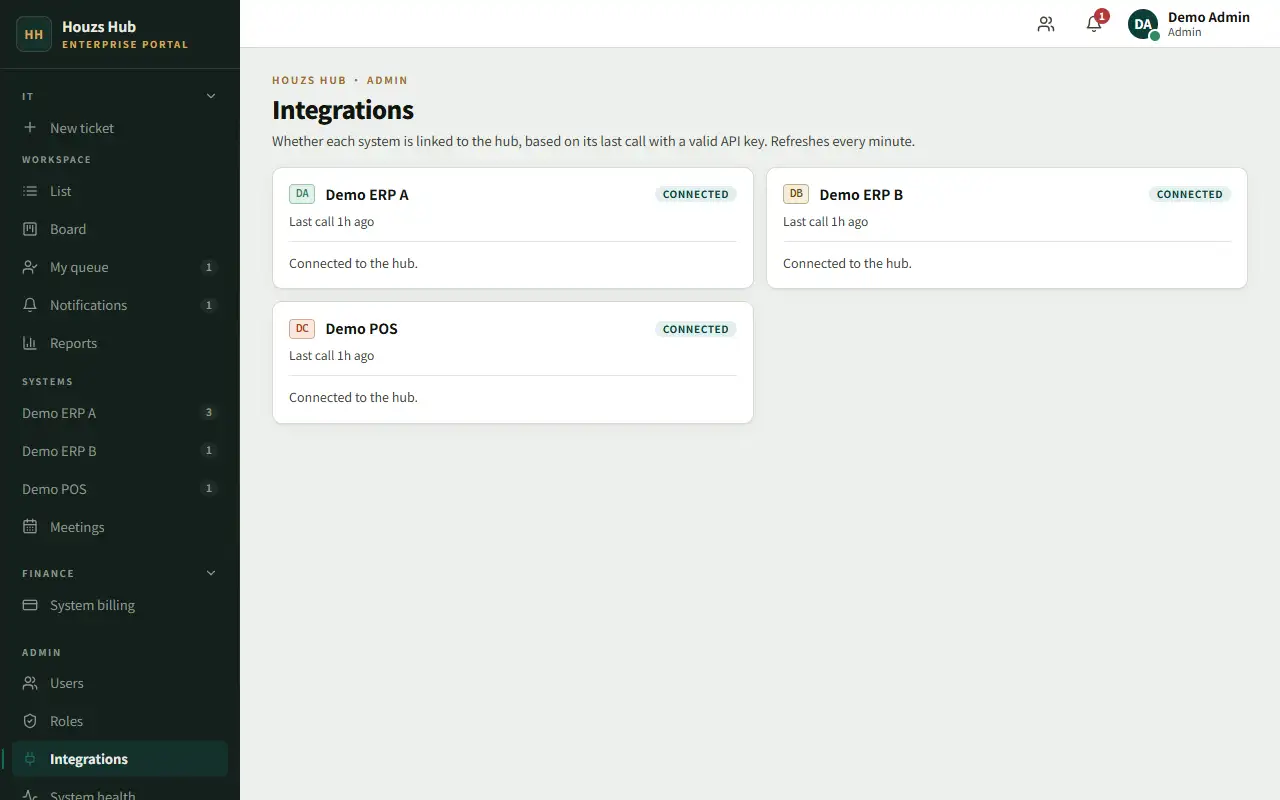 HH
Houzs Hub
ENTERPRISE PORTAL
IT
New ticket
WORKSPACE
List
Board
My queue 1
Notifications 1
Reports
SYSTEMS
Demo ERP A 3
Demo ERP B 1
Demo POS 1
Meetings
FINANCE
System billing
ADMIN
Users
Roles
Integrations
System health
1
DA
Demo Admin
Admin
HOUZS HUB • ADMIN
Integrations
Whether each system is linked to the hub, based on its last call with a valid API key. Refreshes every minute.
DA Demo ERP A CONNECTED
Last call 1h ago
Connected to the hub.
DB Demo ERP B CONNECTED
Last call 1h ago
Connected to the hub.
DC Demo POS CONNECTED
Last call 1h ago
Connected to the hub.